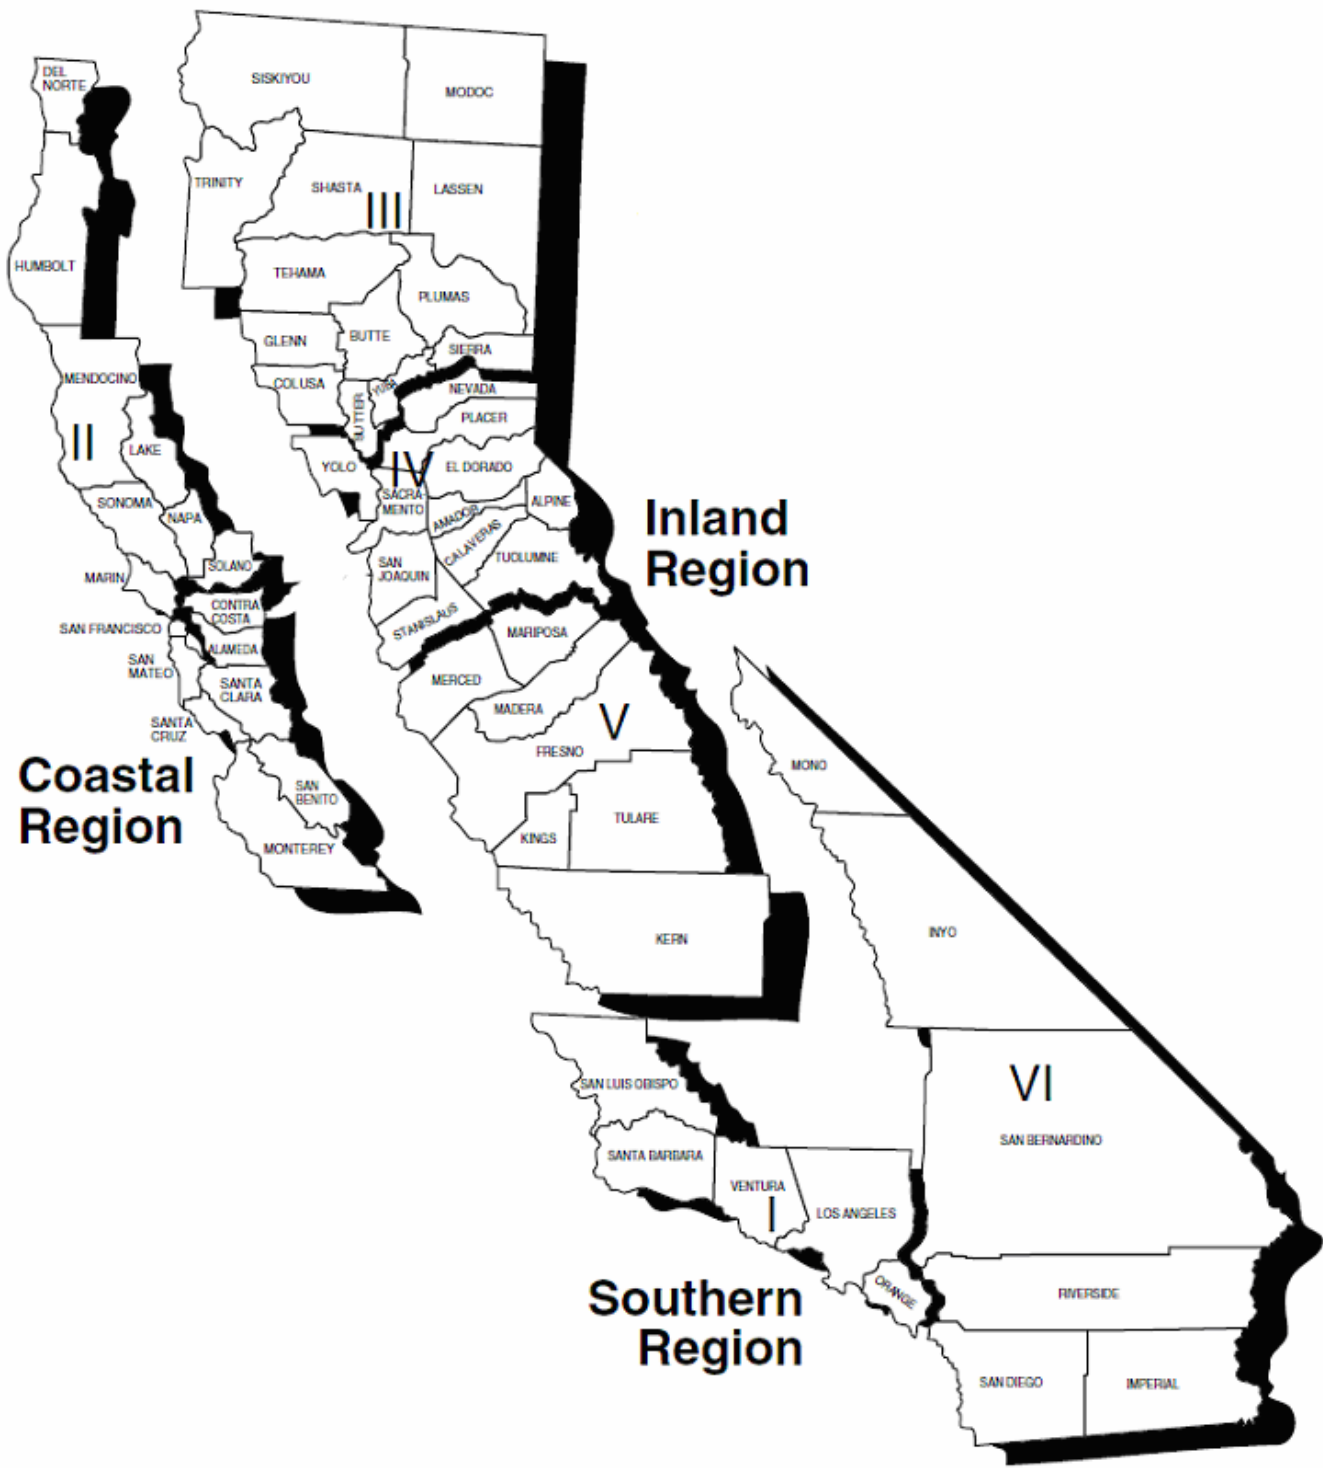 DEL
NORTE
SISKIYOU
MODOC
TRINITY
SHASTA
LASSEN
III
HUMBOLT
TEHAMA
PLUMAS
GLENN
BUTTE
SIERRA
MENDOCINO
COLUSA
SUTTER
YUBA
NEVADA
PLACER
II
LAKE
YOLO
IV
EL DORADO
SACRA-
MENTO
SONOMA
NAPA
AMADOR
ALPINE
CALAVERAS
TUOLUMNE
Inland
Region
MARIN
SOLANO
SAN
JOAQUIN
CONTRA
COSTA
STANISLAUS
SAN FRANCISCO
ALAMEDA
MARIPOSA
SAN
MATEO
SANTA
CLARA
MERCED
MADERA
V
SANTA
CRUZ
FRESNO
Coastal
Region
SAN
BENITO
MONTEREY
KINGS
TULARE
MONO
KERN
INYO
SAN LUIS OBISPO
VI
SAN BERNARDINO
SANTA BARBARA
VENTURA
I
LOS ANGELES
ORANGE
RIVERSIDE
Southern
Region
SAN DIEGO
IMPERIAL